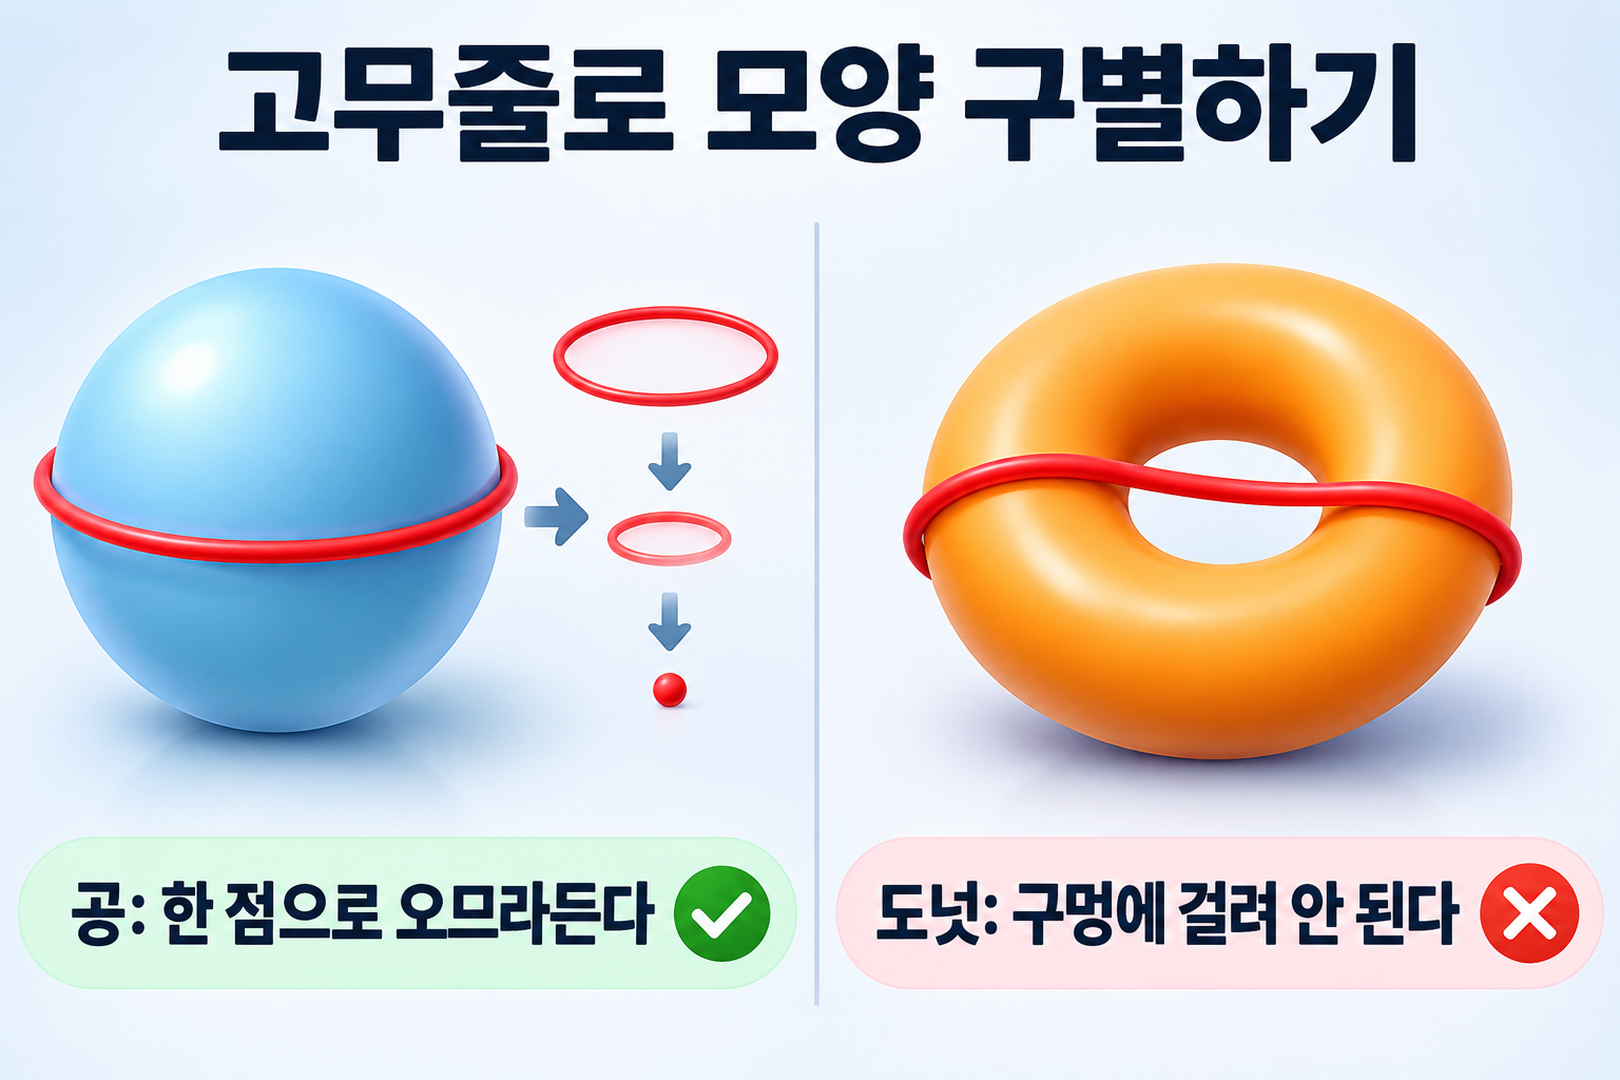 고무줄로 모양 구별하기
공: 한 점으로 오므라든다
도넛: 구멍에 걸려 안 된다